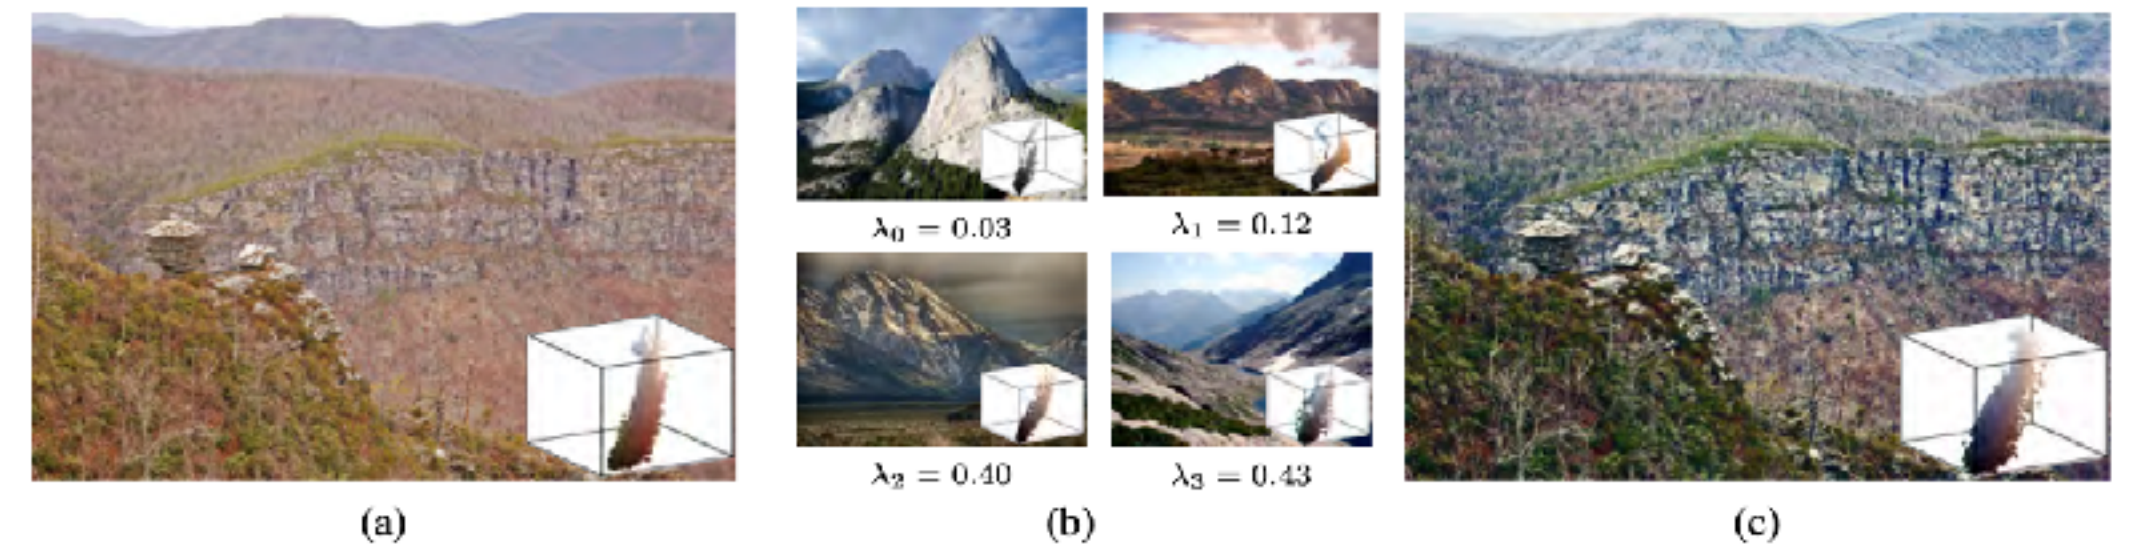 λ₀ = 0.03
λ₁ = 0.12
λ₂ = 0.40
λ₃ = 0.43
(a)
(b)
(c)